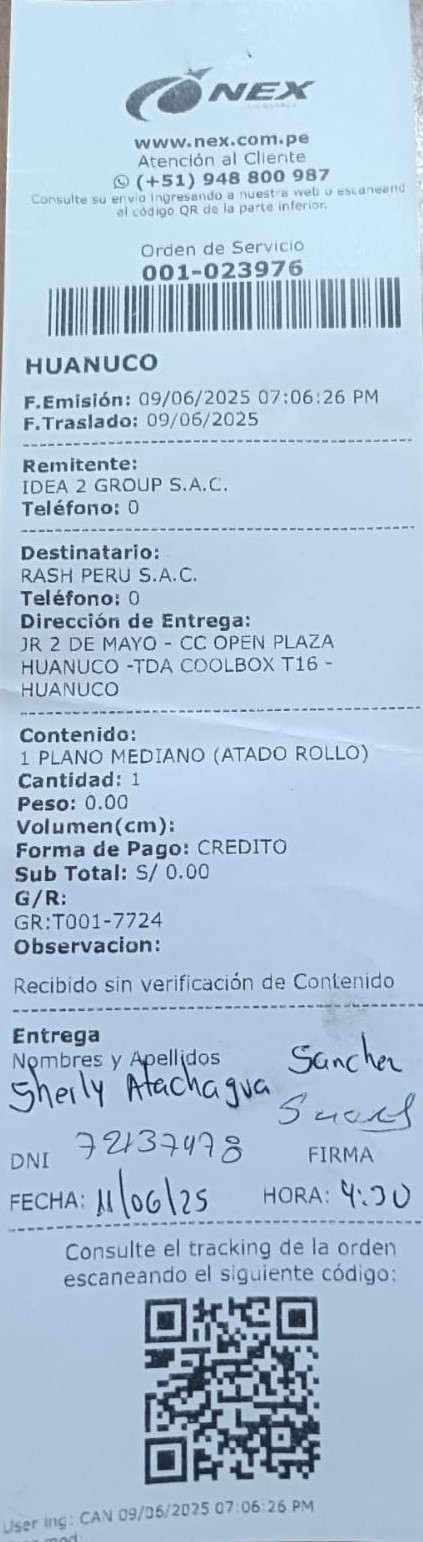 NEX
www.nex.com.pe
Atención al Cliente
(+51) 948 800 987
Consulte su envío ingresando a nuestra web o escaneand
el código QR de la parte inferior.
Orden de Servicio
001-023976
HUANUCO
F.Emisión: 09/06/2025 07:06:26 PM
F.Traslado: 09/06/2025
Remitente:
IDEA 2 GROUP S.A.C.
Teléfono: 0
Destinatario:
RASH PERU S.A.C.
Teléfono: 0
Dirección de Entrega:
JR 2 DE MAYO - CC OPEN PLAZA
HUANUCO -TDA COOLBOX T16 -
HUANUCO
Contenido:
1 PLANO MEDIANO (ATADO ROLLO)
Cantidad: 1
Peso: 0.00
Volumen(cm):
Forma de Pago: CREDITO
Sub Total: S/ 0.00
G/R:
GR:T001-7724
Observacion:
Recibido sin verificación de Contenido
Entrega
Nombres y Apellidos
Sherly Atachagua Sanchez
DNI 72137478 FIRMA
FECHA: 11/06/25 HORA: 4:30
Consulte el tracking de la orden
escaneando el siguiente código:
User ing: CAN 09/06/2025 07:06:26 PM